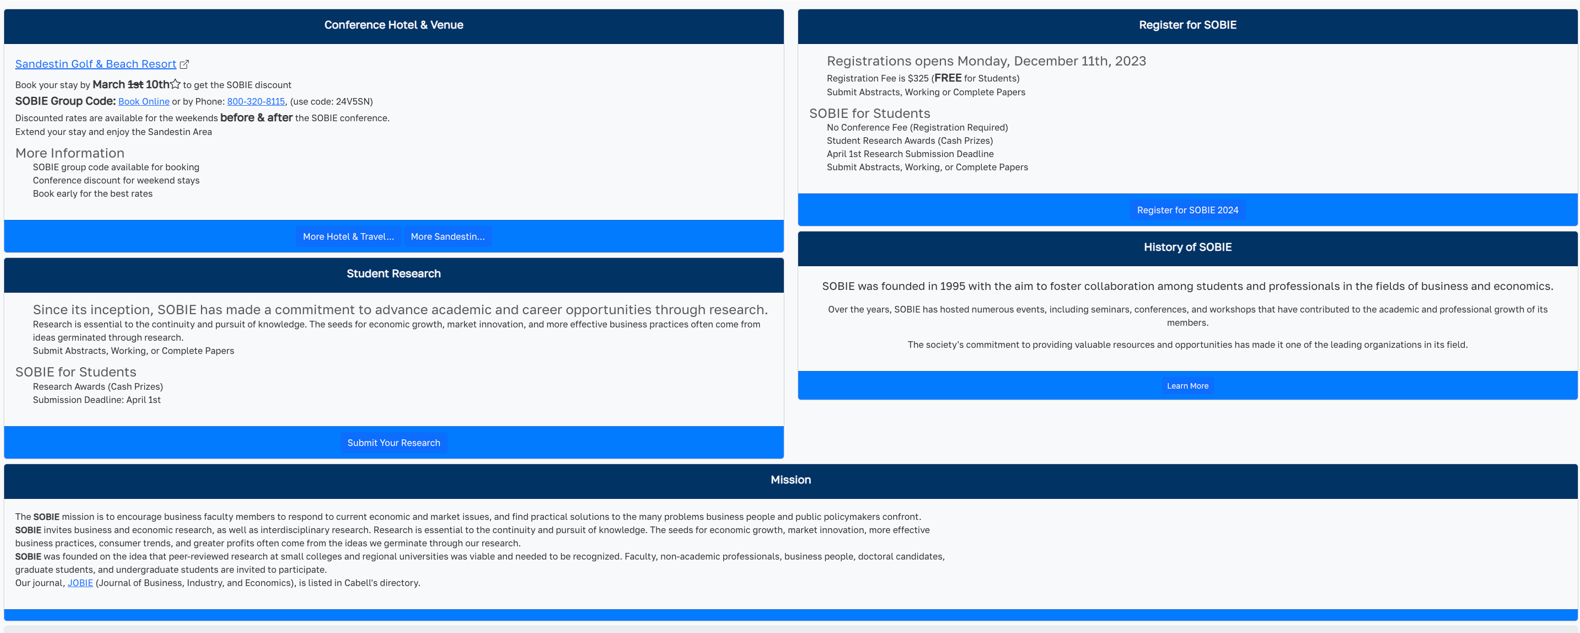 Conference Hotel & Venue
Sandestin Golf & Beach Resort
Book your stay by March 1st 10th☆ to get the SOBIE discount
SOBIE Group Code: Book Online or by Phone: 800-320-8115, (use code: 24V5SN)
Discounted rates are available for the weekends before & after the SOBIE conference.
Extend your stay and enjoy the Sandestin Area
More Information
SOBIE group code available for booking
Conference discount for weekend stays
Book early for the best rates
More Hotel & Travel...
More Sandestin...
Student Research
Since its inception, SOBIE has made a commitment to advance academic and career opportunities through research.
Research is essential to the continuity and pursuit of knowledge. The seeds for economic growth, market innovation, and more effective business practices often come from
ideas germinated through research.
Submit Abstracts, Working, or Complete Papers
SOBIE for Students
Research Awards (Cash Prizes)
Submission Deadline: April 1st
Submit Your Research
Register for SOBIE
Registrations opens Monday, December 11th, 2023
Registration Fee is $325 (FREE for Students)
Submit Abstracts, Working or Complete Papers
SOBIE for Students
No Conference Fee (Registration Required)
Student Research Awards (Cash Prizes)
April 1st Research Submission Deadline
Submit Abstracts, Working, or Complete Papers
Register for SOBIE 2024
History of SOBIE
SOBIE was founded in 1995 with the aim to foster collaboration among students and professionals in the fields of business and economics.
Over the years, SOBIE has hosted numerous events, including seminars, conferences, and workshops that have contributed to the academic and professional growth of its
members.
The society's commitment to providing valuable resources and opportunities has made it one of the leading organizations in its field.
Learn More
Mission
The SOBIE mission is to encourage business faculty members to respond to current economic and market issues, and find practical solutions to the many problems business people and public policymakers confront.
SOBIE invites business and economic research, as well as interdisciplinary research. Research is essential to the continuity and pursuit of knowledge. The seeds for economic growth, market innovation, more effective
business practices, consumer trends, and greater profits often come from the ideas we germinate through our research.
SOBIE was founded on the idea that peer-reviewed research at small colleges and regional universities was viable and needed to be recognized. Faculty, non-academic professionals, business people, doctoral candidates,
graduate students, and undergraduate students are invited to participate.
Our journal, JOBIE (Journal of Business, Industry, and Economics), is listed in Cabell's directory.